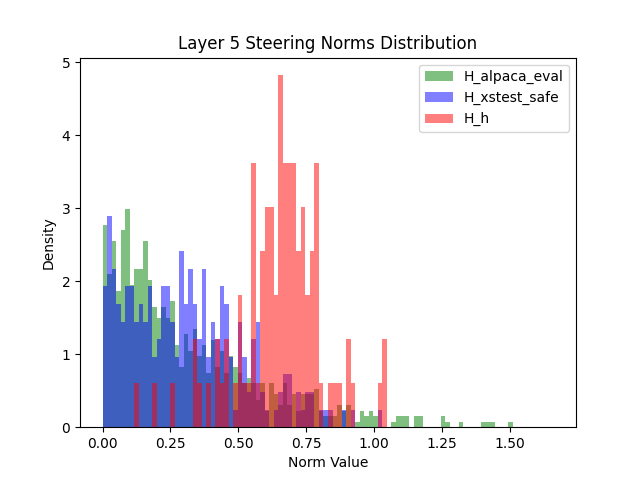 Layer 5 Steering Norms Distribution
H_alpaca_eval
H_xstest_safe
H_h
Density
5
4
3
2
1
0
0.00 0.25 0.50 0.75 1.00 1.25 1.50
Norm Value